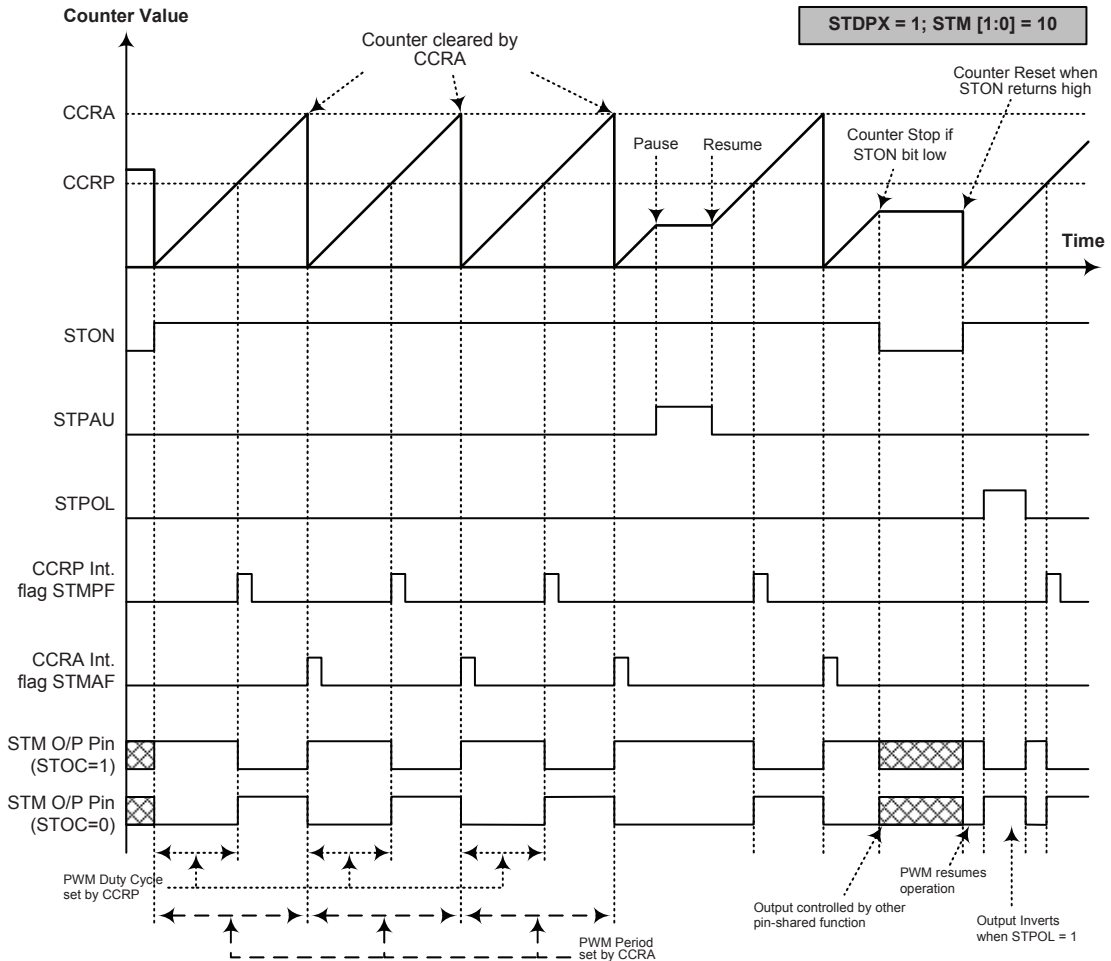 Counter Value
STDPX = 1; STM [1:0] = 10
Counter cleared by
CCRA
Counter Reset when
STON returns high
CCRA
Pause
Resume
Counter Stop if
STON bit low
CCRP
Time
STON
STPAU
STPOL
CCRP Int.
flag STMPF
CCRA Int.
flag STMAF
STM O/P Pin
(STOC=1)
STM O/P Pin
(STOC=0)
PWM Duty Cycle
set by CCRP
PWM resumes
operation
Output controlled by other
pin-shared function
Output Inverts
when STPOL = 1
PWM Period
set by CCRA